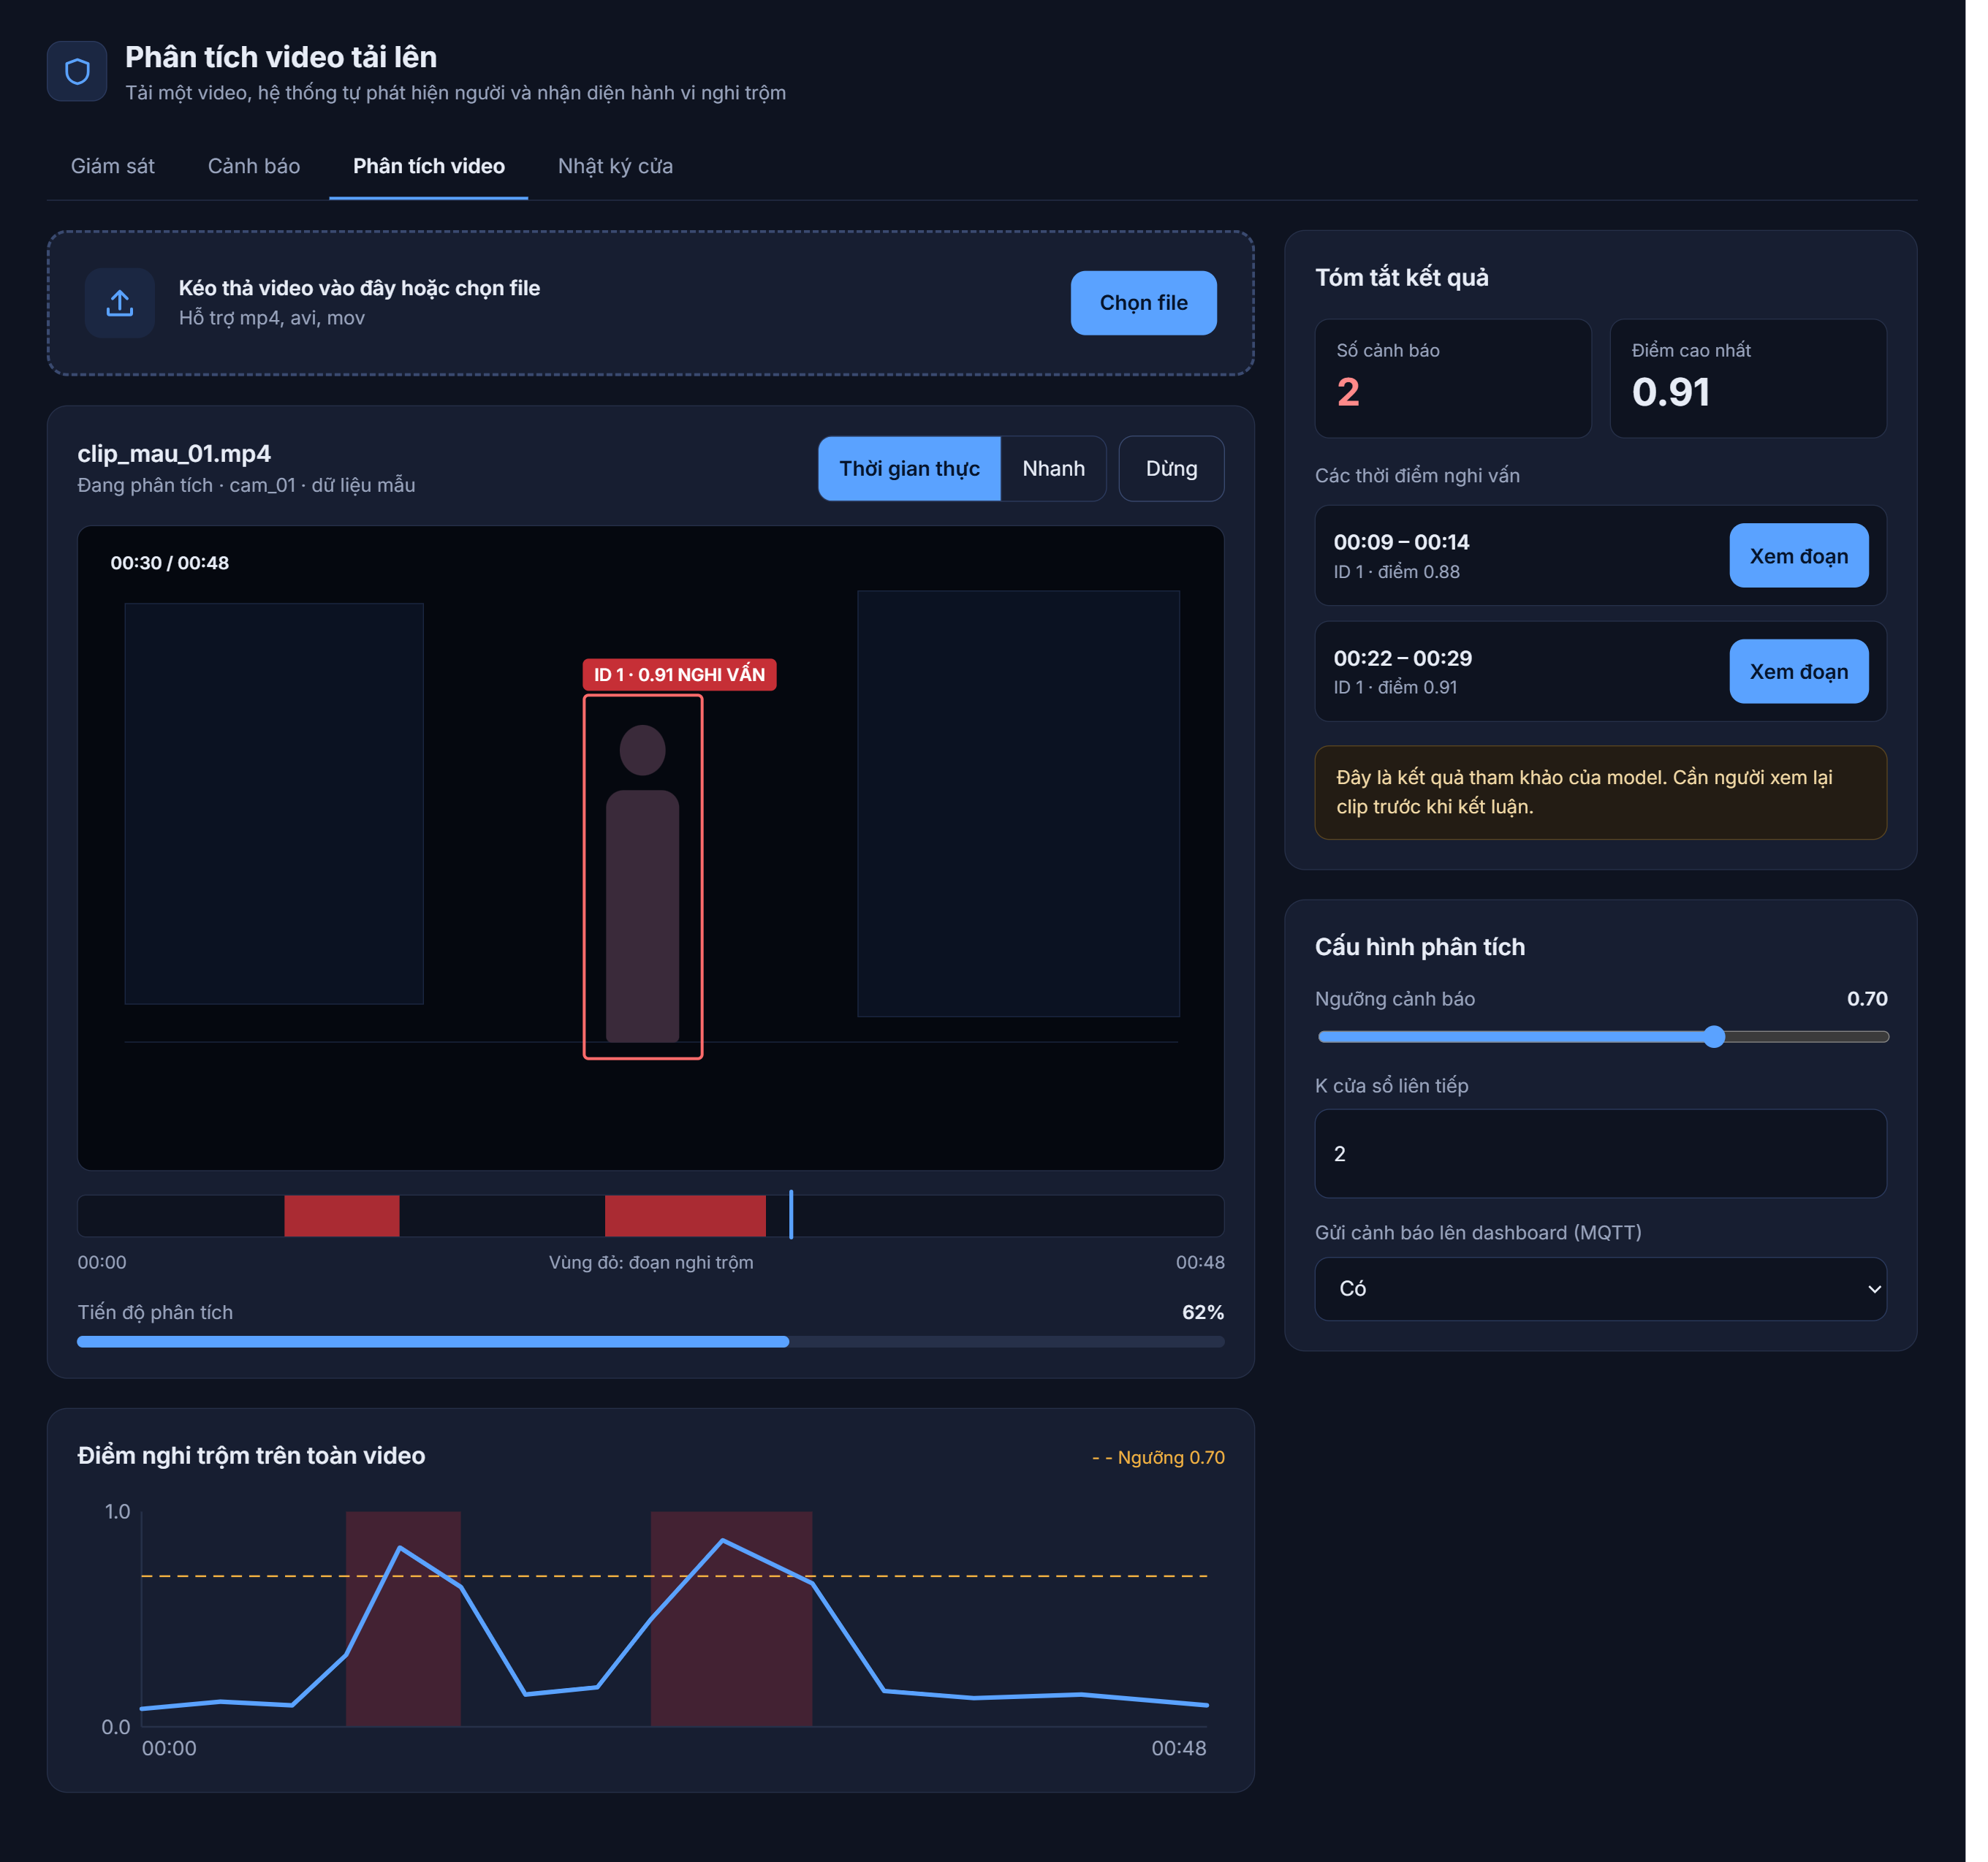 Phân tích video tải lên
Tải một video, hệ thống tự phát hiện người và nhận diện hành vi nghi trộm
Giám sát
Cảnh báo
Phân tích video
Nhật ký cửa
Kéo thả video vào đây hoặc chọn file
Hỗ trợ mp4, avi, mov
Chọn file
clip_mau_01.mp4
Đang phân tích · cam_01 · dữ liệu mẫu
Thời gian thực
Nhanh
Dừng
00:30 / 00:48
ID 1 · 0.91 NGHI VẤN
00:00
Vùng đỏ: đoạn nghi trộm
00:48
Tiến độ phân tích
62%
Điểm nghi trộm trên toàn video
- - Ngưỡng 0.70
1.0
0.0
00:00
00:48
Tóm tắt kết quả
Số cảnh báo
2
Điểm cao nhất
0.91
Các thời điểm nghi vấn
00:09 – 00:14
ID 1 · điểm 0.88
Xem đoạn
00:22 – 00:29
ID 1 · điểm 0.91
Xem đoạn
Đây là kết quả tham khảo của model. Cần người xem lại
clip trước khi kết luận.
Cấu hình phân tích
Ngưỡng cảnh báo
0.70
K cửa sổ liên tiếp
2
Gửi cảnh báo lên dashboard (MQTT)
Có